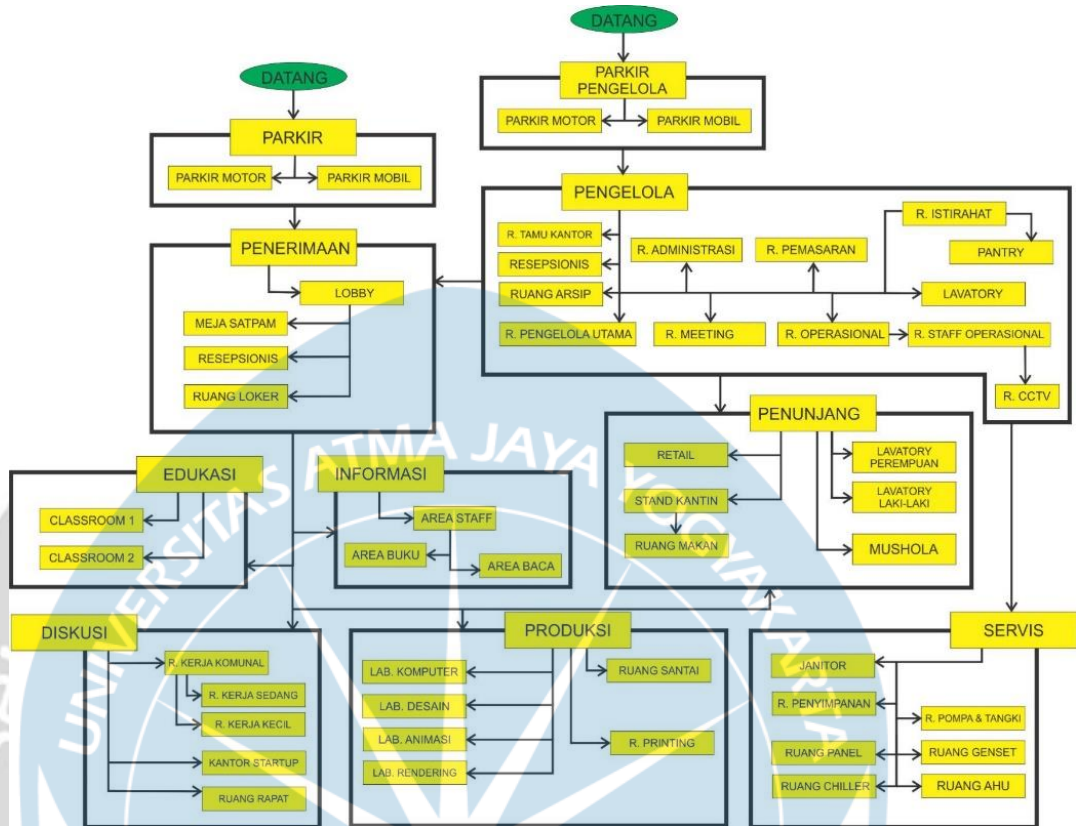 DATANG
DATANG
PARKIR
PENGELOLA
PARKIR MOTOR
PARKIR MOBIL
PARKIR
PARKIR MOTOR
PARKIR MOBIL
PENGELOLA
R. TAMU KANTOR
RESEPSIONIS
RUANG ARSIP
R. PENGELOLA UTAMA
R. ADMINISTRASI
R. MEETING
R. PEMASARAN
R. OPERASIONAL
R. ISTIRAHAT
PANTRY
LAVATORY
R. STAFF OPERASIONAL
R. CCTV
PENERIMAAN
LOBBY
MEJA SATPAM
RESEPSIONIS
RUANG LOKER
PENUNJANG
RETAIL
STAND KANTIN
RUANG MAKAN
LAVATORY
PEREMPUAN
LAVATORY
LAKI-LAKI
MUSHOLA
EDUKASI
CLASSROOM 1
CLASSROOM 2
INFORMASI
AREA STAFF
AREA BUKU
AREA BACA
DISKUSI
R. KERJA KOMUNAL
R. KERJA SEDANG
R. KERJA KECIL
KANTOR STARTUP
RUANG RAPAT
PRODUKSI
LAB. KOMPUTER
LAB. DESAIN
LAB. ANIMASI
LAB. RENDERING
RUANG SANTAI
R. PRINTING
SERVIS
JANITOR
R. PENYIMPANAN
RUANG PANEL
RUANG CHILLER
R. POMPA & TANGKI
RUANG GENSET
RUANG AHU
UNIVERSITAS ATMA JAYA YOGYAKARTA